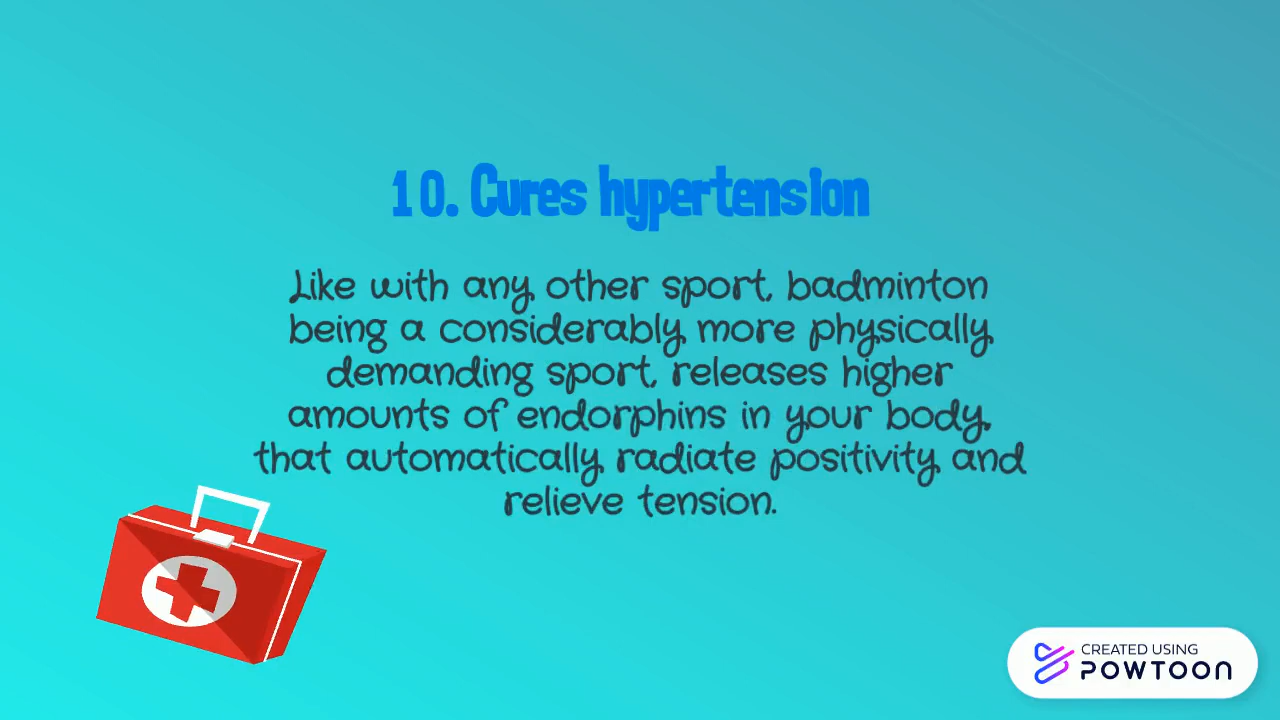 10. Cures hypertension
Like with any other sport, badminton
being a considerably more physically
demanding sport, releases higher
amounts of endorphins in your body,
that automatically radiate positivity and
relieve tension.
CREATED USING
POWTOON